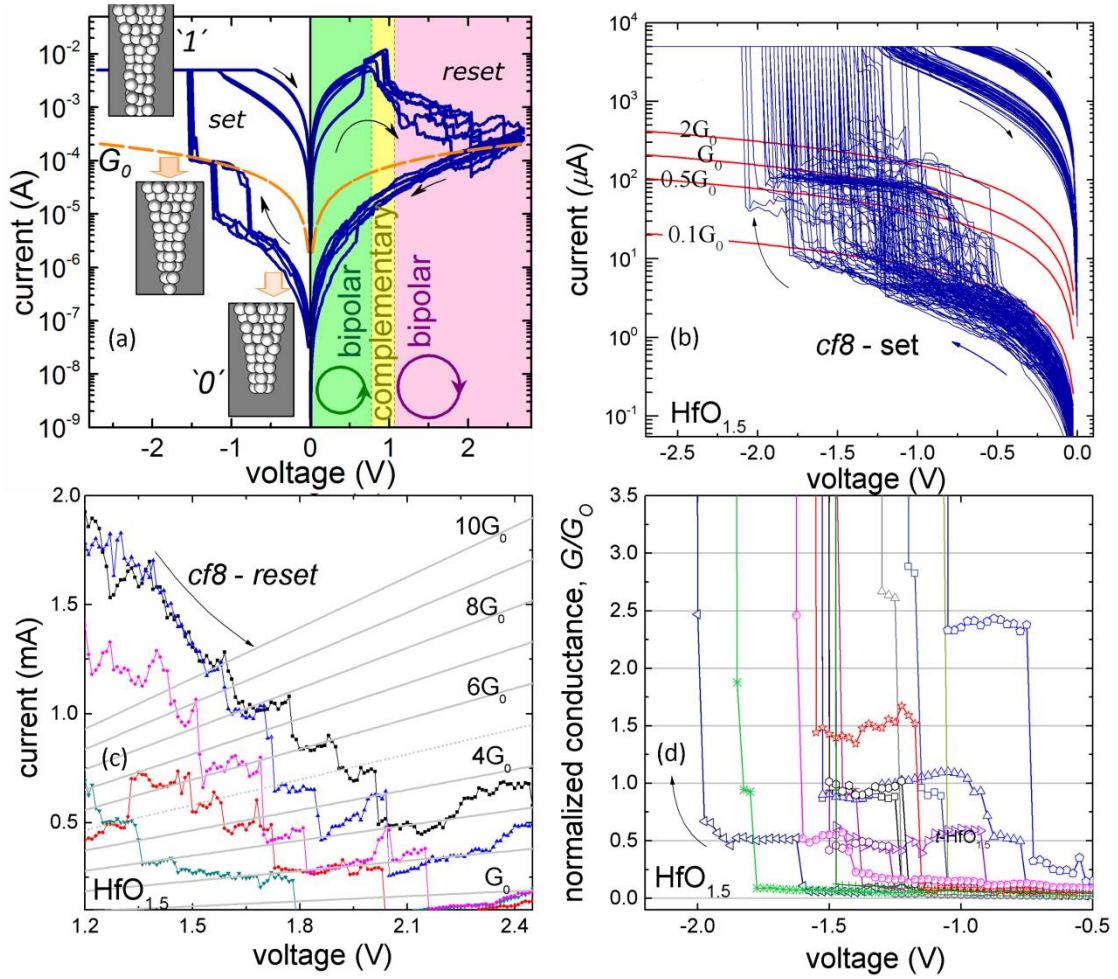 10⁻²
10⁻³
10⁻⁴
10⁻⁵
10⁻⁶
10⁻⁷
10⁻⁸
10⁻⁹
current (A)
`1´
set
reset
G₀
`0´
(a)
bipolar
complementary
bipolar
-2
-1
0
1
2
voltage (V)
10⁴
10³
10²
10¹
10⁰
10⁻¹
current (μA)
2G₀
G₀
0.5G₀
0.1G₀
(b)
cf8 - set
HfO₁.₅
-2.5
-2.0
-1.5
-1.0
-0.5
0.0
voltage (V)
2.0
1.5
1.0
0.5
current (mA)
cf8 - reset
10G₀
8G₀
6G₀
4G₀
G₀
(c)
HfO₁.₅
1.2
1.4
1.6
1.8
2.0
2.2
2.4
voltage (V)
3.5
3.0
2.5
2.0
1.5
1.0
0.5
0.0
normalized conductance, G/G₀
(d)
HfO₁.₅
-2.0
-1.5
-1.0
-0.5
voltage (V)